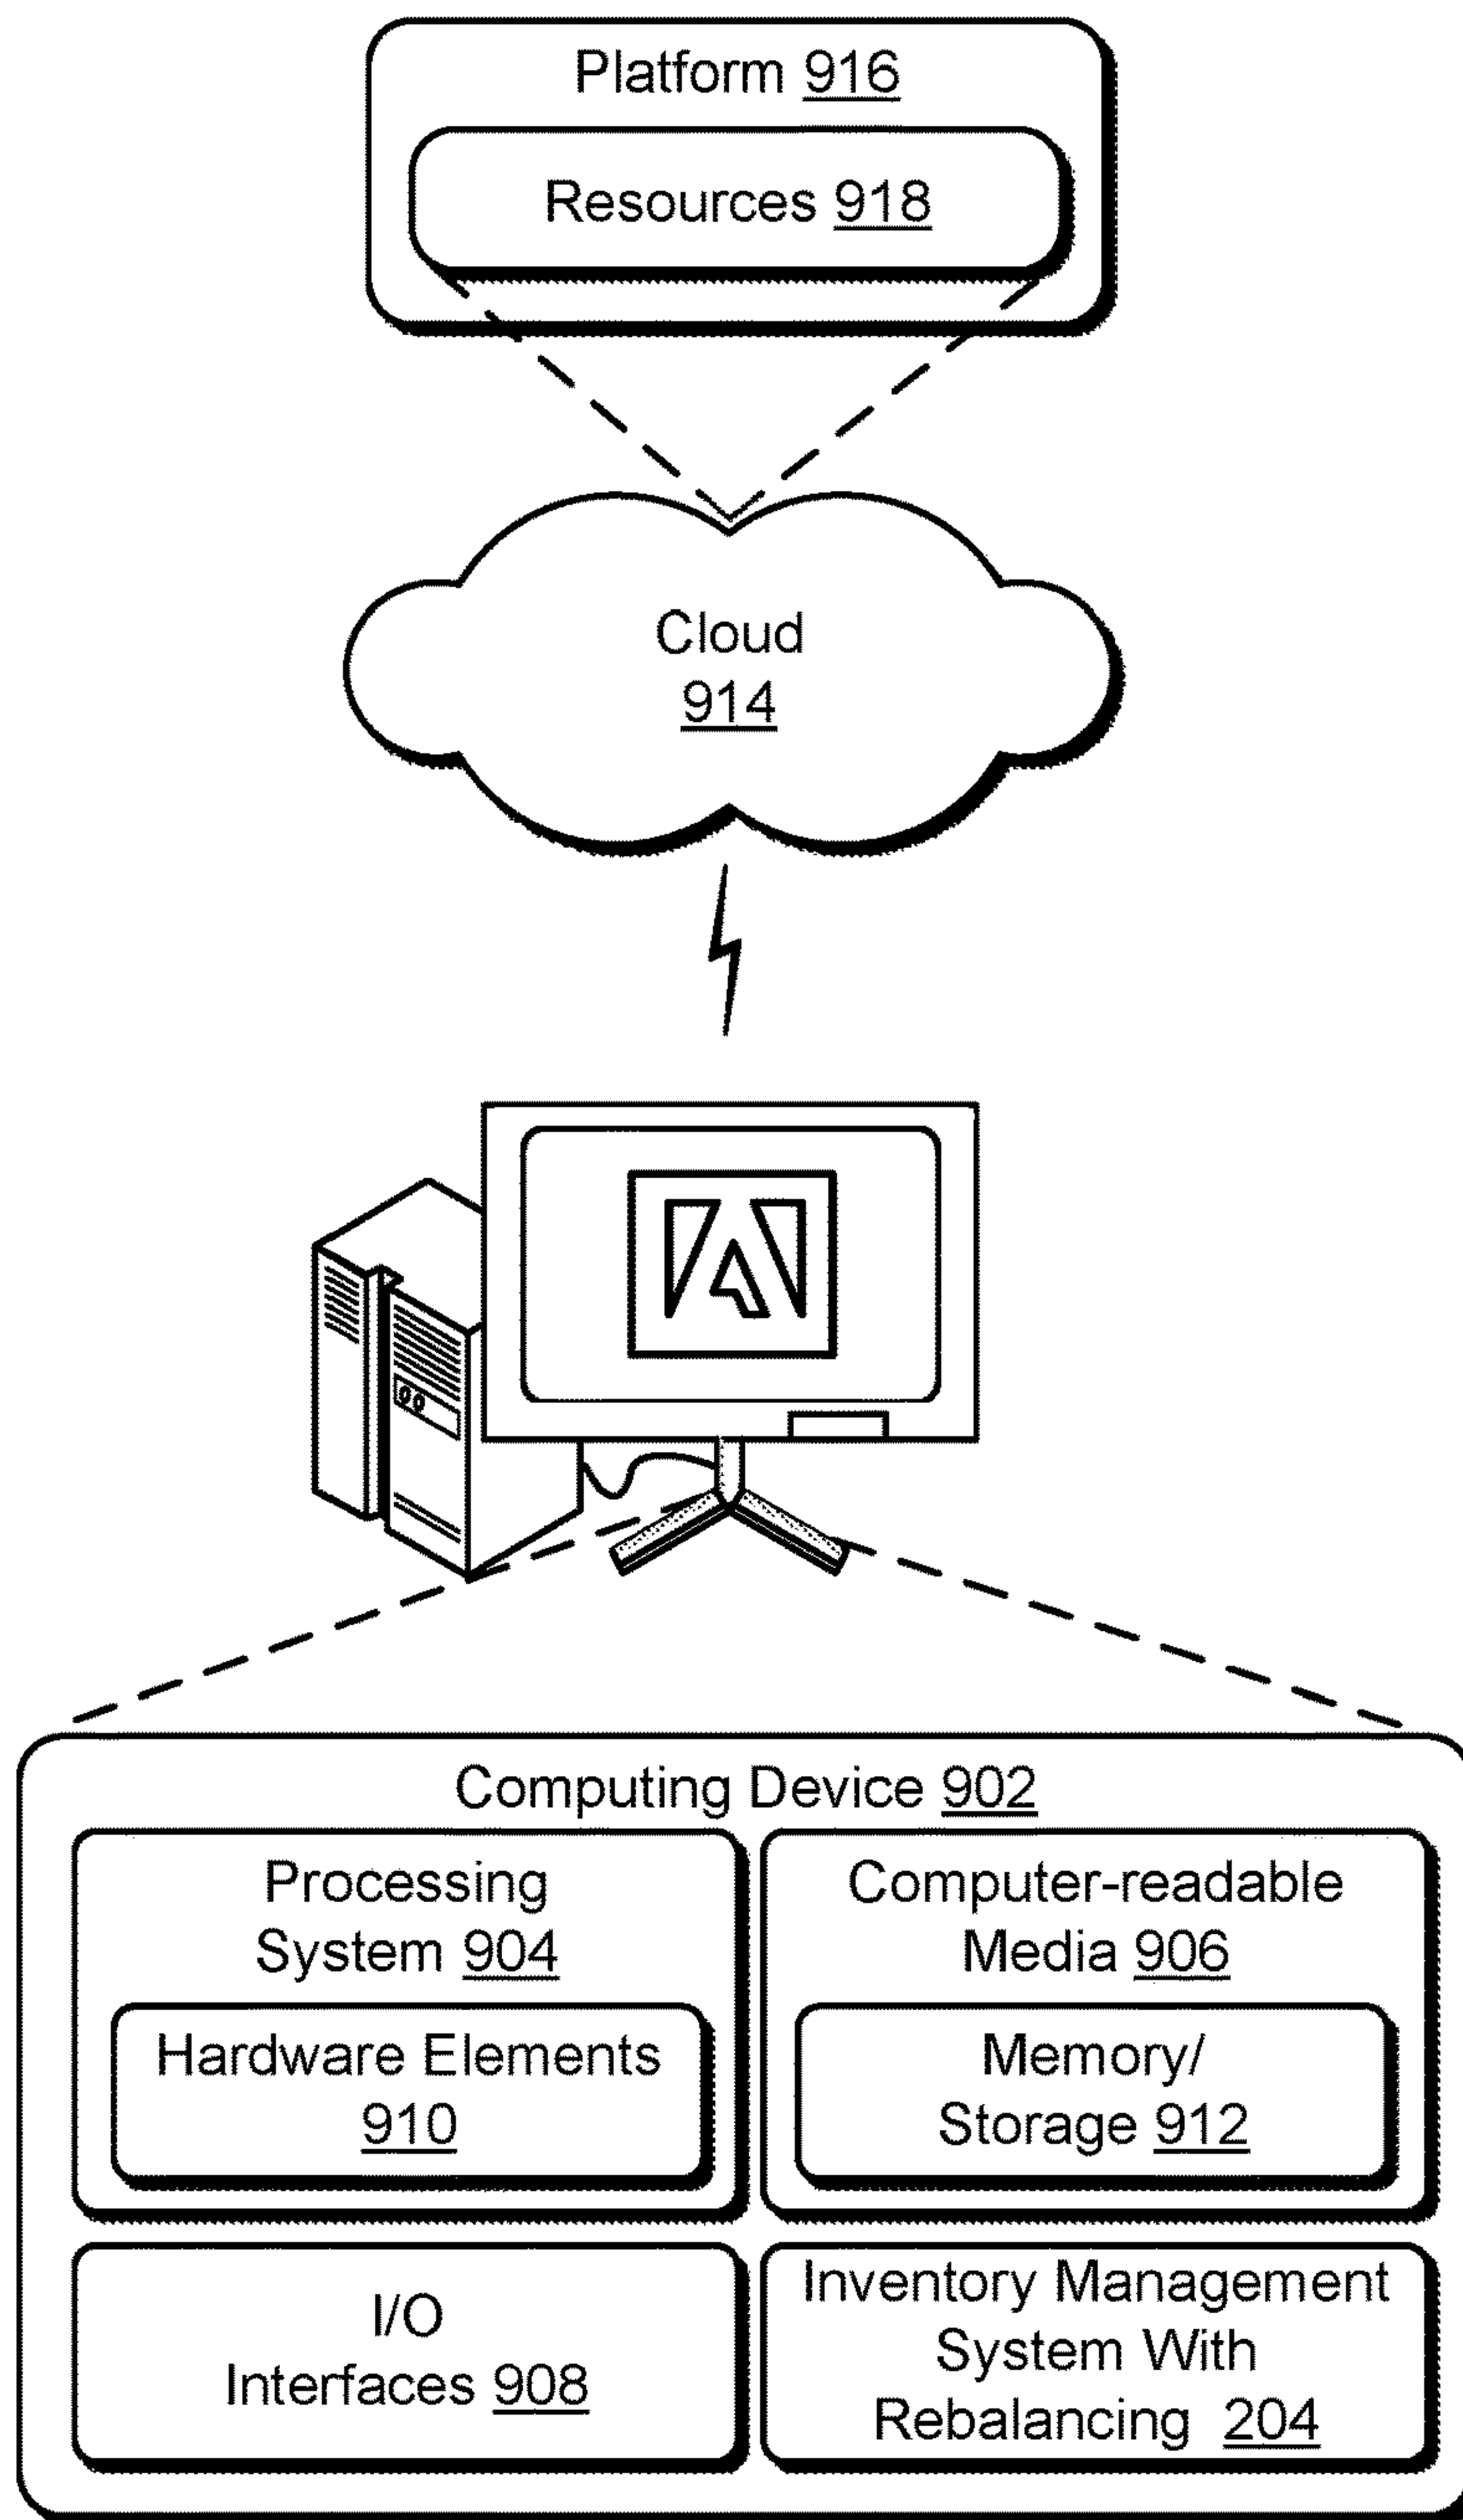 Platform 916
Resources 918
Cloud
914
Computing Device 902
Processing
System 904
Hardware Elements
910
Computer-readable
Media 906
Memory/
Storage 912
I/O
Interfaces 908
Inventory Management
System With
Rebalancing 204